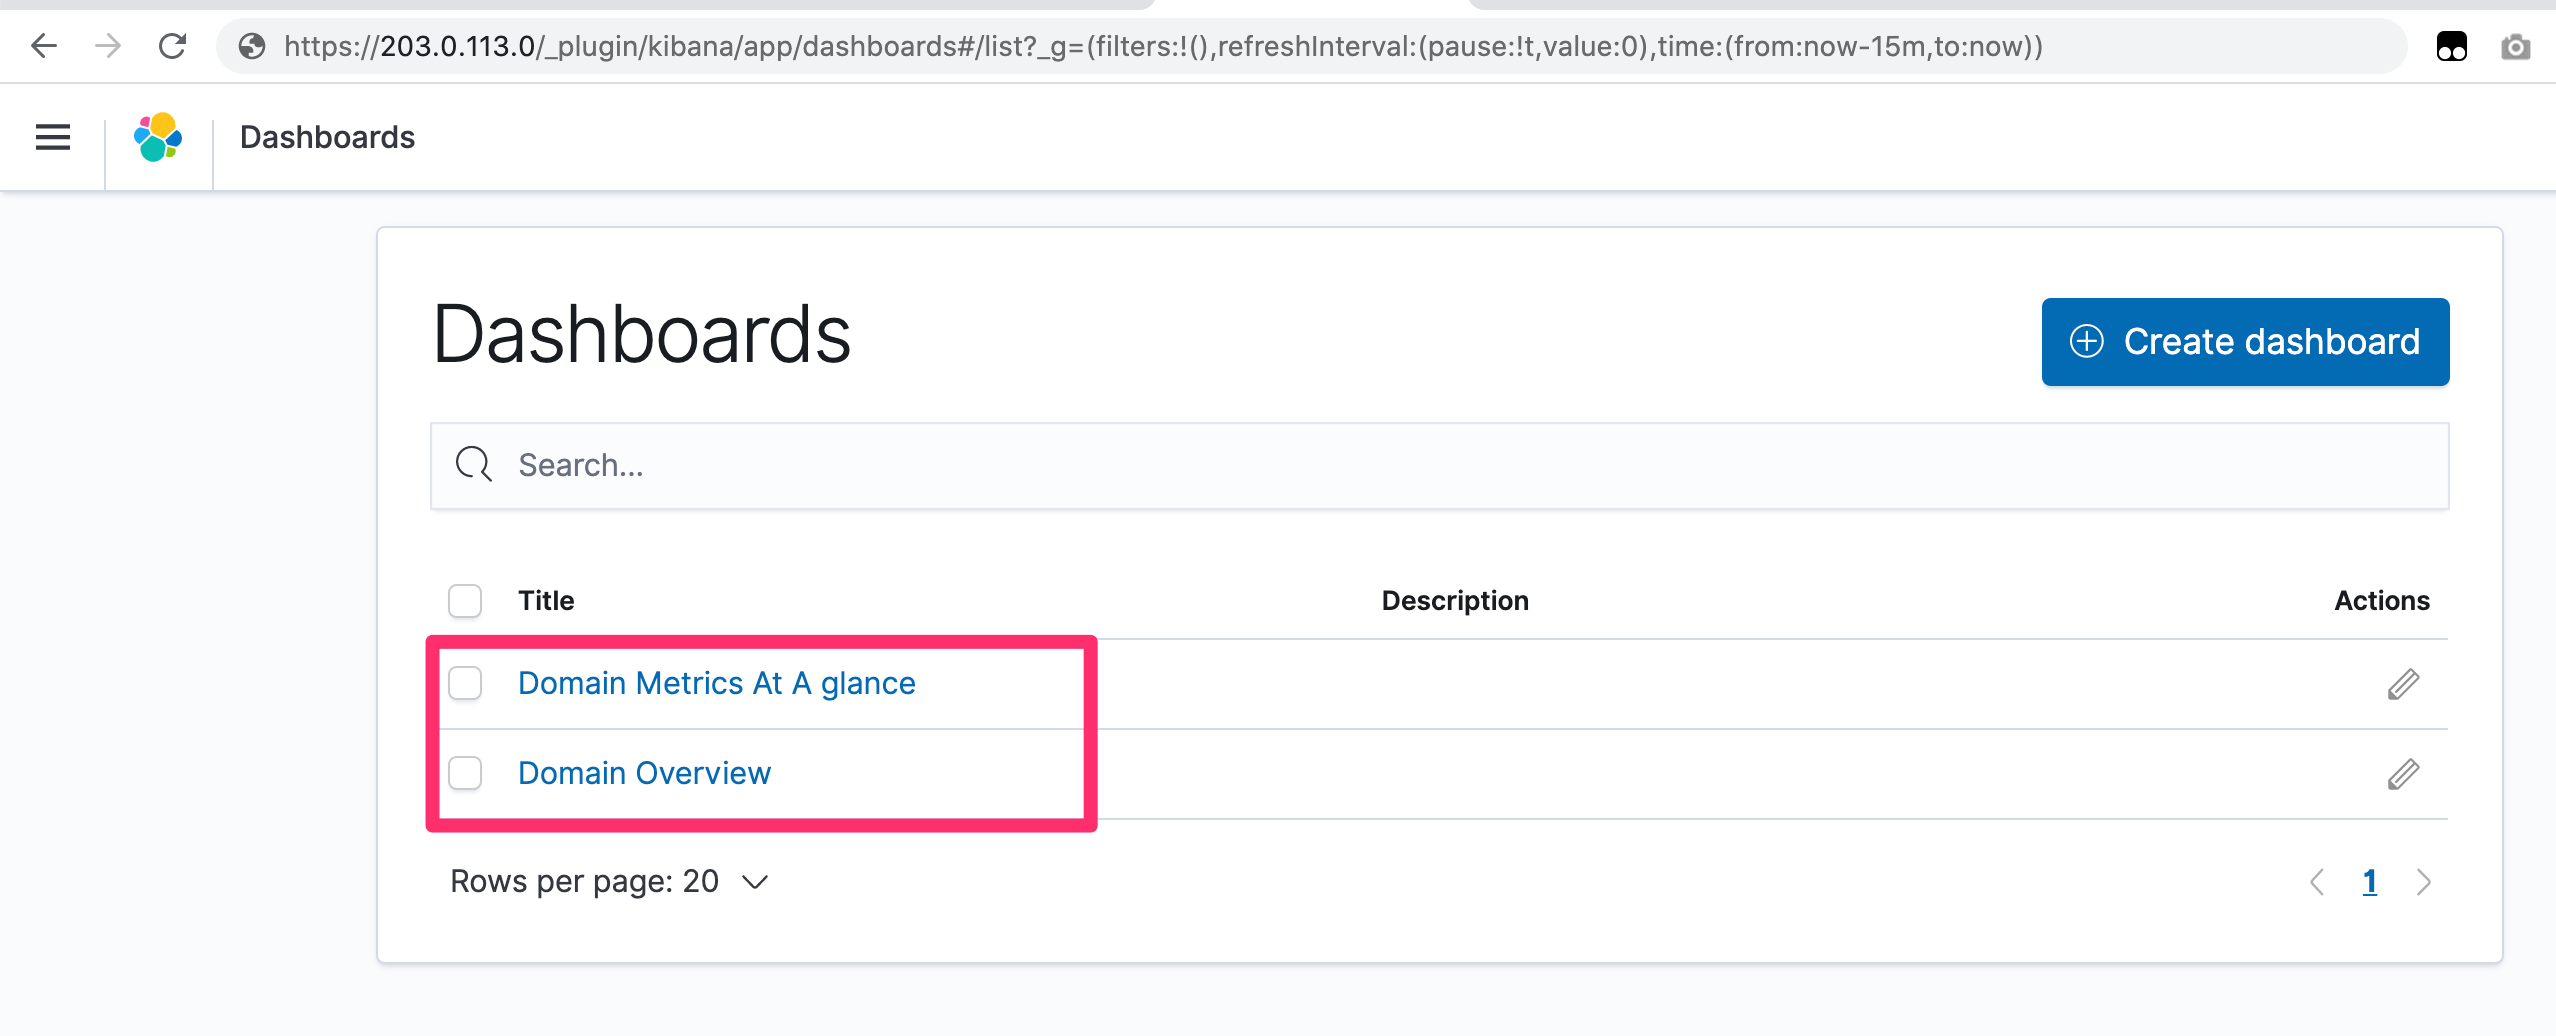 https://203.0.113.0/_plugin/kibana/app/dashboards#/list?_g=(filters:!(),refreshInterval:(pause:!t,value:0),time:(from:now-15m,to:now))
Dashboards
Dashboards
Create dashboard
Search...
Title Description Actions
Domain Metrics At A glance
Domain Overview
Rows per page: 20 1